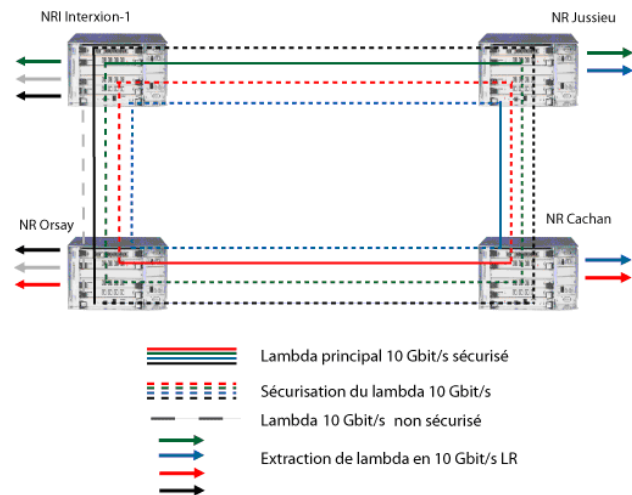 NRI Interxion-1
NR Jussieu
NR Orsay
NR Cachan
Lambda principal 10 Gbit/s sécurisé
Sécurisation du lambda 10 Gbit/s
Lambda 10 Gbit/s non sécurisé
Extraction de lambda en 10 Gbit/s LR